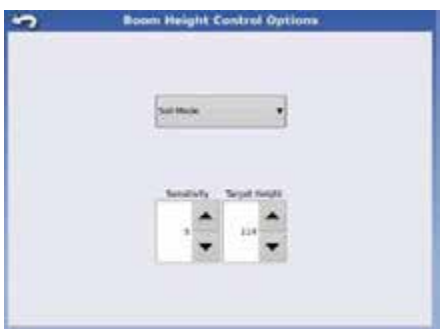 Boom Height Control Options
Soil Mode
Sensitivity Target Height
5 114